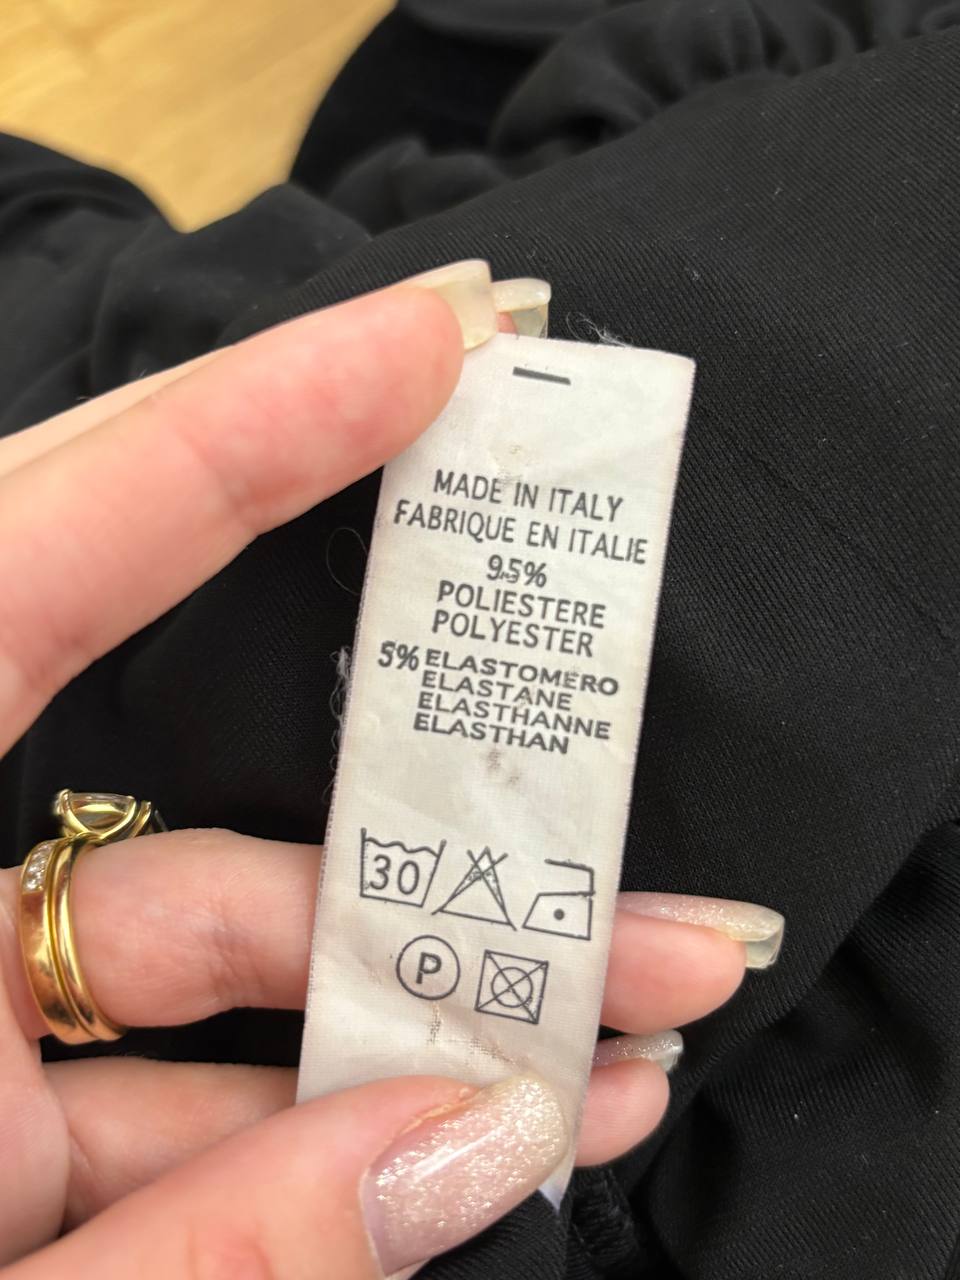 MADE IN ITALY
FABRIQUE EN ITALIE
95%
POLIESTERE
POLYESTER
5% ELASTOMERO
ELASTANE
ELASTHANNE
ELASTHAN
30
P